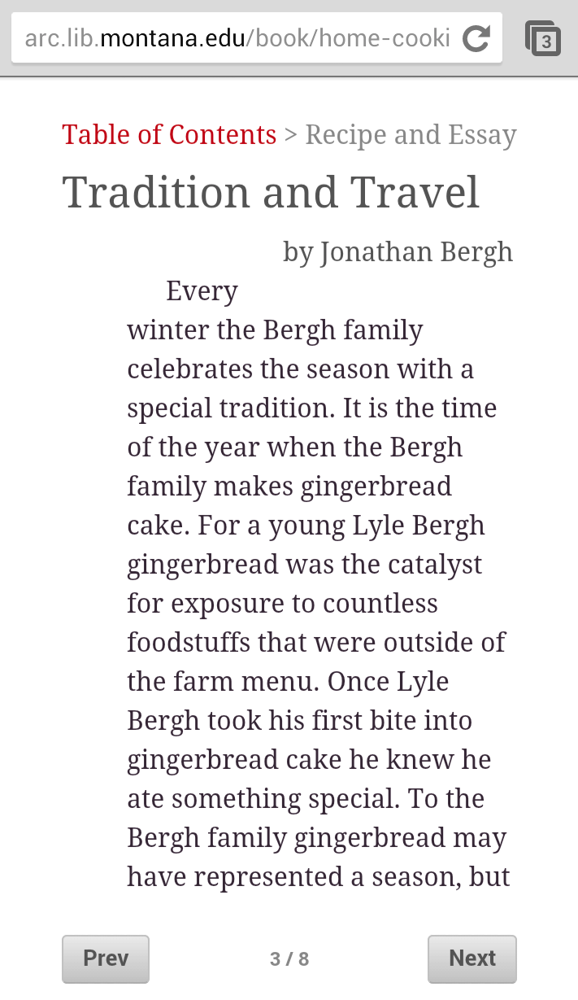 arc.lib.montana.edu/book/home-cooki
3
Table of Contents > Recipe and Essay
Tradition and Travel
by Jonathan Bergh
Every
winter the Bergh family
celebrates the season with a
special tradition. It is the time
of the year when the Bergh
family makes gingerbread
cake. For a young Lyle Bergh
gingerbread was the catalyst
for exposure to countless
foodstuffs that were outside of
the farm menu. Once Lyle
Bergh took his first bite into
gingerbread cake he knew he
ate something special. To the
Bergh family gingerbread may
have represented a season, but
Prev
3 / 8
Next